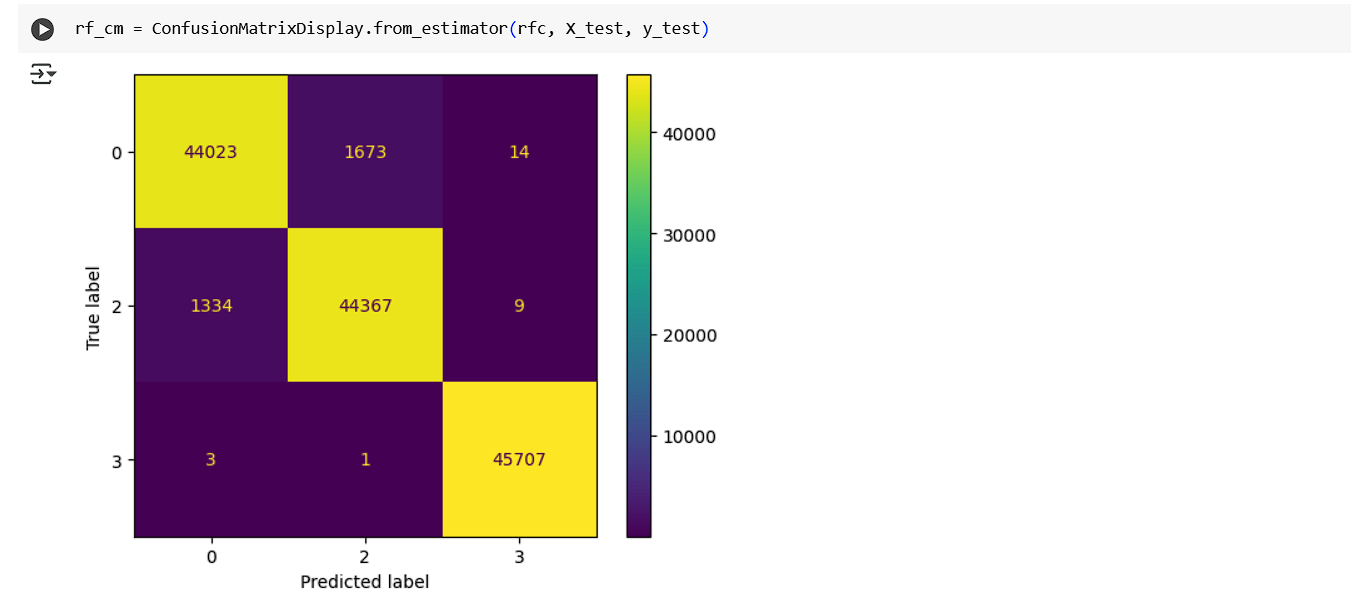 rf_cm = ConfusionMatrixDisplay.from_estimator(rfc, X_test, y_test)
0
44023 1673 14
40000
30000
True label
2
1334 44367 9
20000
10000
3
3 1 45707
0 2 3
Predicted label